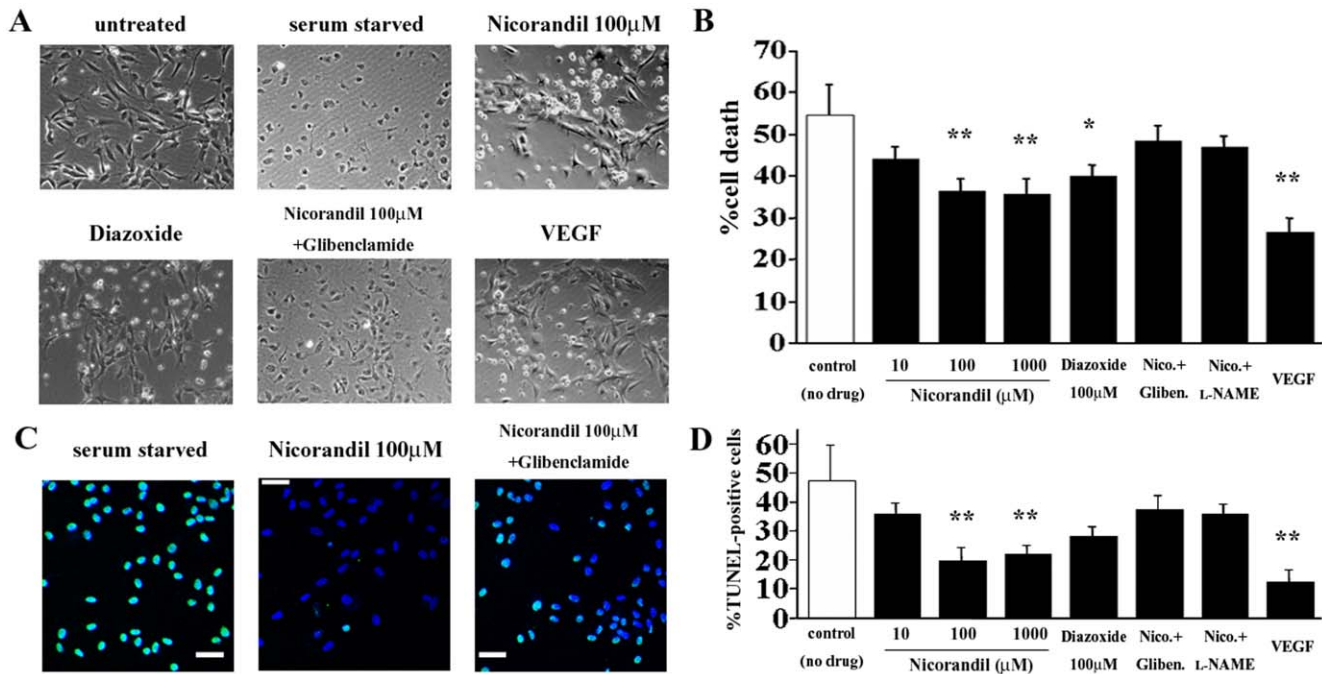 A
untreated
serum starved
Nicorandil 100µM
Diazoxide
Nicorandil 100µM
+Glibenclamide
VEGF
B
%cell death
70
60
50
40
30
20
10
0
** ** * **
control
(no drug)
10 100 1000
Nicorandil (µM)
Diazoxide
100µM
Nico.+
Gliben.
Nico.+
L-NAME
VEGF
C
serum starved
Nicorandil 100µM
Nicorandil 100µM
+Glibenclamide
D
%TUNEL-positive cells
60
50
40
30
20
10
0
** ** **
control
(no drug)
10 100 1000
Nicorandil (µM)
Diazoxide
100µM
Nico.+
Gliben.
Nico.+
L-NAME
VEGF